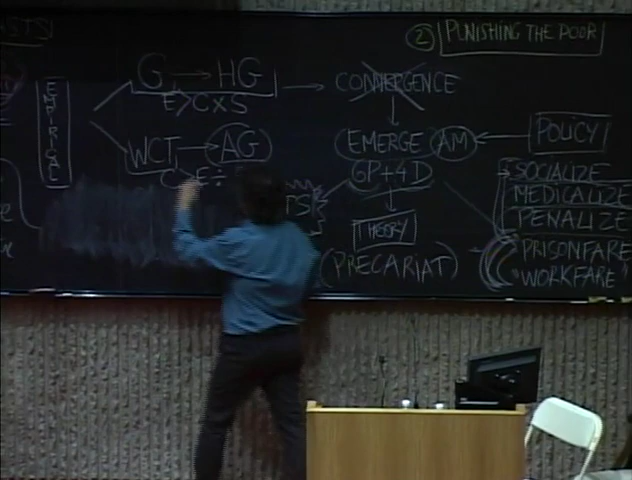 ② PUNISHING THE POOR
EMPIRICAL
G → HG → CONVERGENCE
E>C×S
WCT → AG
C>E÷
EMERGE AM ← POLICY
GP+4D
THEORY
(PRECARIAT)
SOCIALIZE
MEDICALIZE
PENALIZE
PRISONFARE
"WORKFARE"